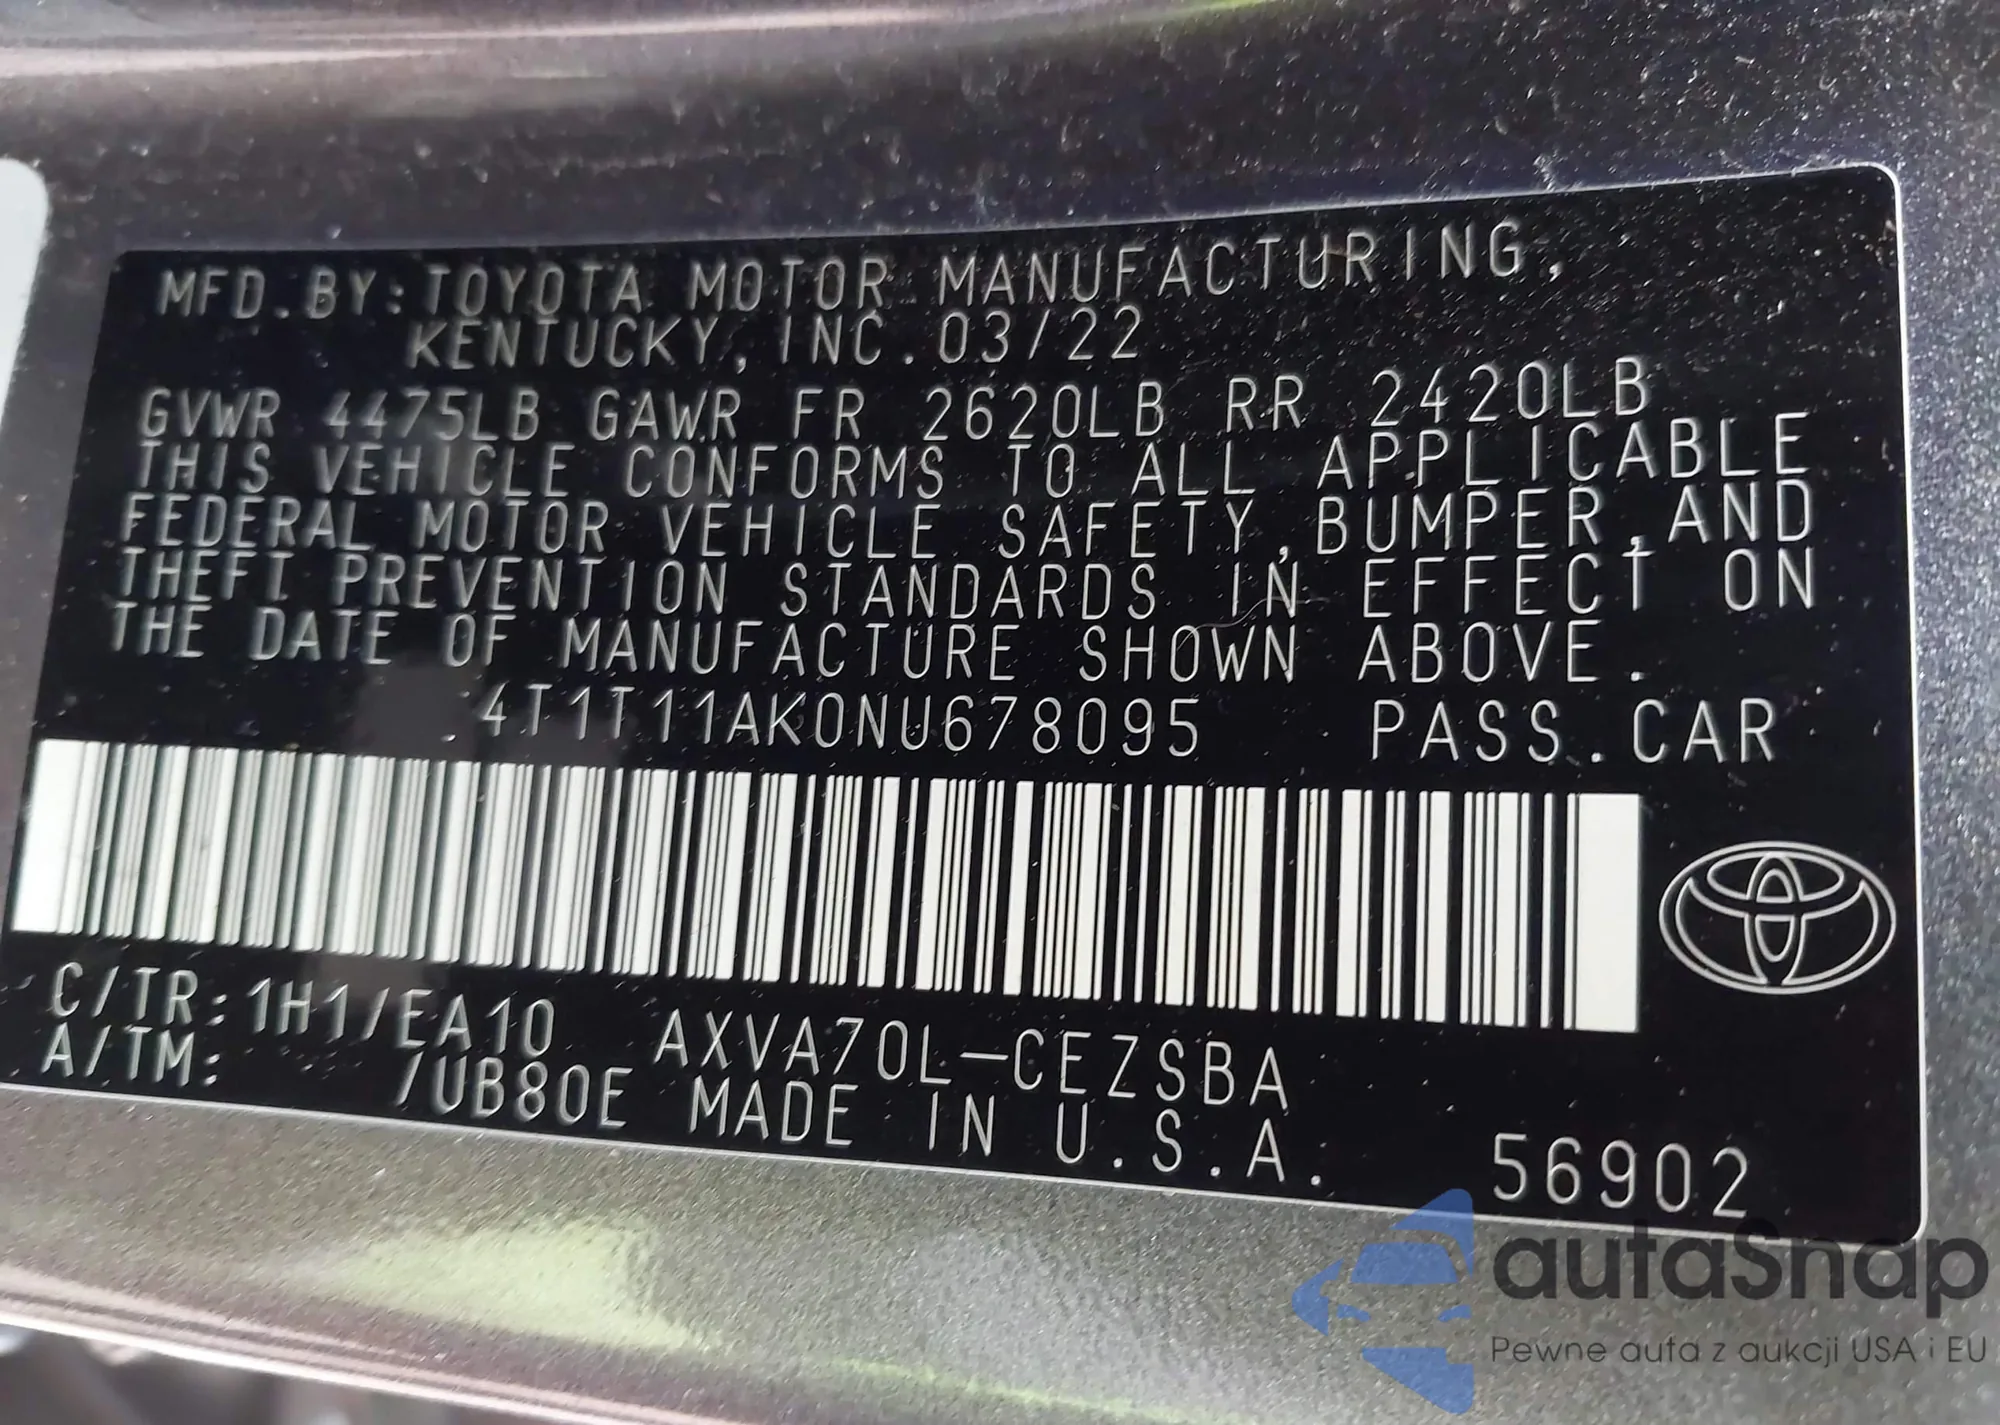 MFD.BY:TOYOTA MOTOR MANUFACTURING,
KENTUCKY, INC. 03/22
GVWR 4475LB GAWR FR 2620LB RR 2420LB
THIS VEHICLE CONFORMS TO ALL APPLICABLE
FEDERAL MOTOR VEHICLE SAFETY,BUMPER,AND
THEFT PREVENTION STANDARDS IN EFFECT ON
THE DATE OF MANUFACTURE SHOWN ABOVE.
4T1T11AK0NU678095 PASS.CAR
C/TR:1H1/EA10 AXVA70L-CEZSBA
A/TM: /UB80E MADE IN U.S.A. 56902
autaSnap
Pewne auta z aukcji USA i EU